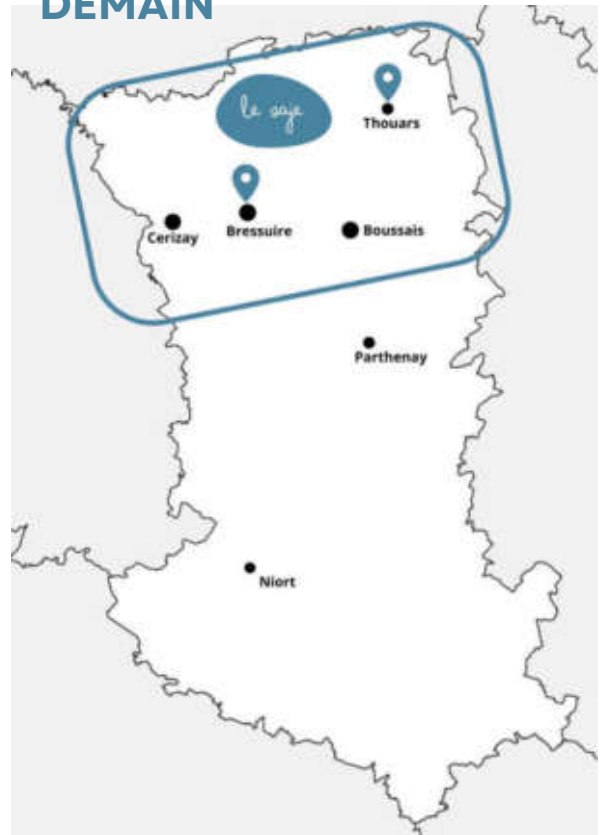 DEMAIN
le saje
Thouars
Cerizay
Bressuire
Boussais
Parthenay
Niort